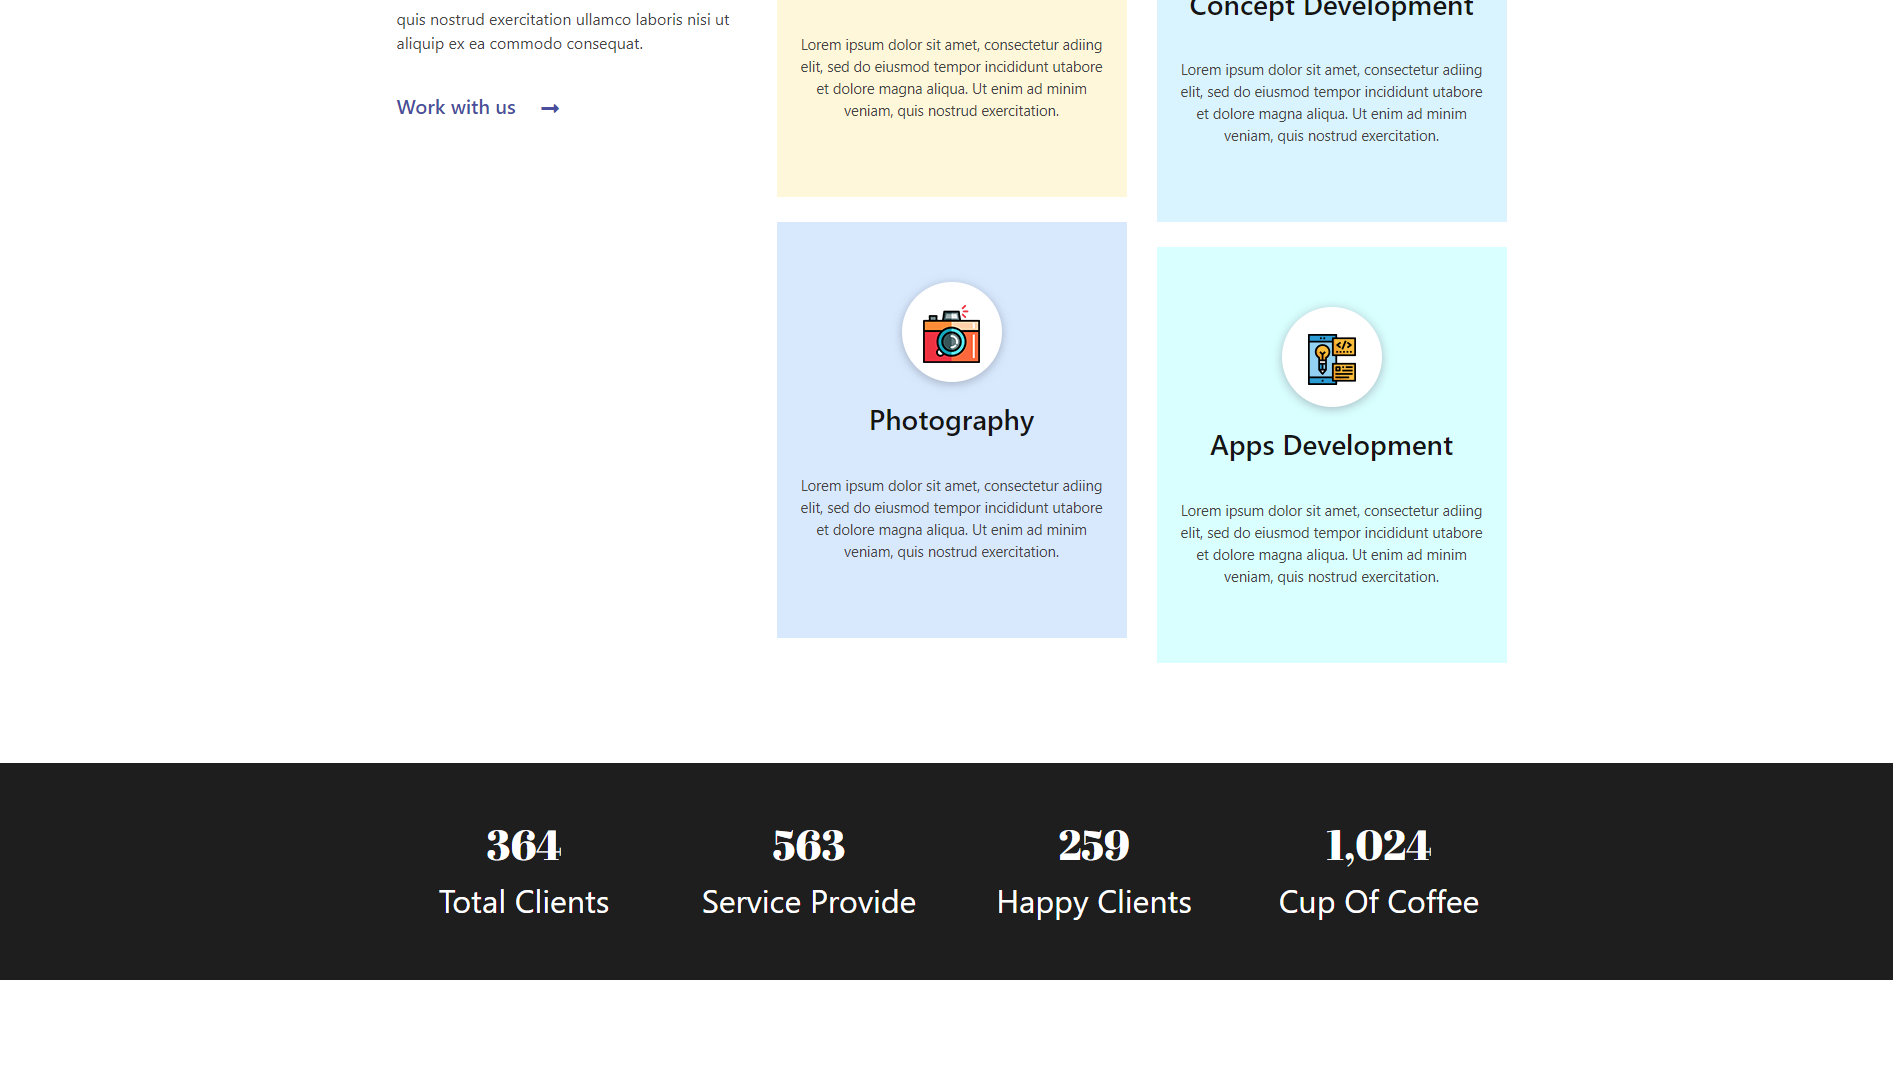 quis nostrud exercitation ullamco laboris nisi ut
aliquip ex ea commodo consequat.
Work with us
Lorem ipsum dolor sit amet, consectetur adiing
elit, sed do eiusmod tempor incididunt utabore
et dolore magna aliqua. Ut enim ad minim
veniam, quis nostrud exercitation.
Concept Development
Lorem ipsum dolor sit amet, consectetur adiing
elit, sed do eiusmod tempor incididunt utabore
et dolore magna aliqua. Ut enim ad minim
veniam, quis nostrud exercitation.
Photography
Lorem ipsum dolor sit amet, consectetur adiing
elit, sed do eiusmod tempor incididunt utabore
et dolore magna aliqua. Ut enim ad minim
veniam, quis nostrud exercitation.
Apps Development
Lorem ipsum dolor sit amet, consectetur adiing
elit, sed do eiusmod tempor incididunt utabore
et dolore magna aliqua. Ut enim ad minim
veniam, quis nostrud exercitation.
364
Total Clients
563
Service Provide
259
Happy Clients
1,024
Cup Of Coffee